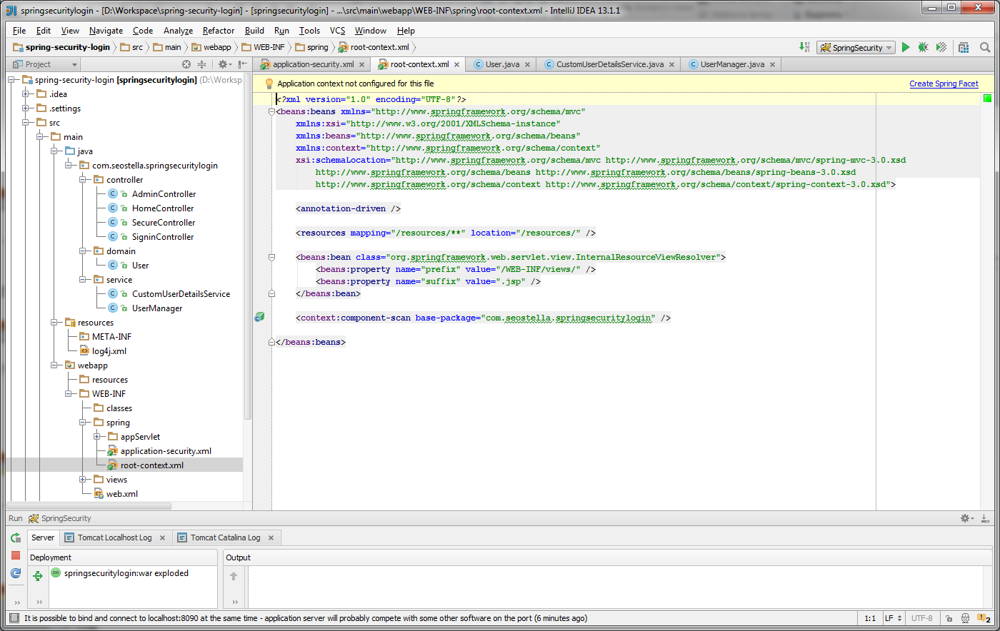 springsecuritylogin - [D:\Workspace\spring-security-login] - [springsecuritylogin] - ...\src\main\webapp\WEB-INF\spring\root-context.xml - IntelliJ IDEA 13.1.1
File Edit View Navigate Code Analyze Refactor Build Run Tools VCS Window Help
spring-security-login src main webapp WEB-INF spring root-context.xml SpringSecurity
Project application-security.xml root-context.xml User.java CustomUserDetailsService.java UserManager.java
spring-security-login [springsecuritylogin] (D:\Worksp
.idea
.settings
src
main
java
com.seostella.springsecuritylogin
controller
AdminController
HomeController
SecureController
SigninController
domain
User
service
CustomUserDetailsService
UserManager
resources
META-INF
log4j.xml
webapp
resources
WEB-INF
classes
spring
appServlet
application-security.xml
root-context.xml
views
web.xml
Application context not configured for this file Create Spring Facet
<?xml version="1.0" encoding="UTF-8"?>
<beans:beans xmlns="http://www.springframework.org/schema/mvc"
xmlns:xsi="http://www.w3.org/2001/XMLSchema-instance"
xmlns:beans="http://www.springframework.org/schema/beans"
xmlns:context="http://www.springframework.org/schema/context"
xsi:schemaLocation="http://www.springframework.org/schema/mvc http://www.springframework.org/schema/mvc/spring-mvc-3.0.xsd
http://www.springframework.org/schema/beans http://www.springframework.org/schema/beans/spring-beans-3.0.xsd
http://www.springframework.org/schema/context http://www.springframework.org/schema/context/spring-context-3.0.xsd">
<annotation-driven />
<resources mapping="/resources/**" location="/resources/" />
<beans:bean class="org.springframework.web.servlet.view.InternalResourceViewResolver">
<beans:property name="prefix" value="/WEB-INF/views/" />
<beans:property name="suffix" value=".jsp" />
</beans:bean>
<context:component-scan base-package="com.seostella.springsecuritylogin" />
</beans:beans>
Run SpringSecurity
Server Tomcat Localhost Log Tomcat Catalina Log
Deployment Output
OK springsecuritylogin:war exploded
It is possible to bind and connect to localhost:8090 at the same time - application server will probably compete with some other software on the port (6 minutes ago) 1:1 LF UTF-8 2